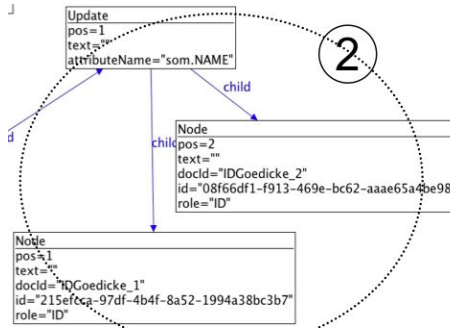 Update
pos=1
text=""
attributeName="som.NAME"
2
child
child
Node
pos=2
text=""
docId="IDGoedicke_2"
id="08f66df1-f913-469e-bc62-aaae65a4be98
role="ID"
Node
pos=1
text=""
docId="IDGoedicke_1"
id="215efcca-97df-4b4f-8a52-1994a38bc3b7"
role="ID"